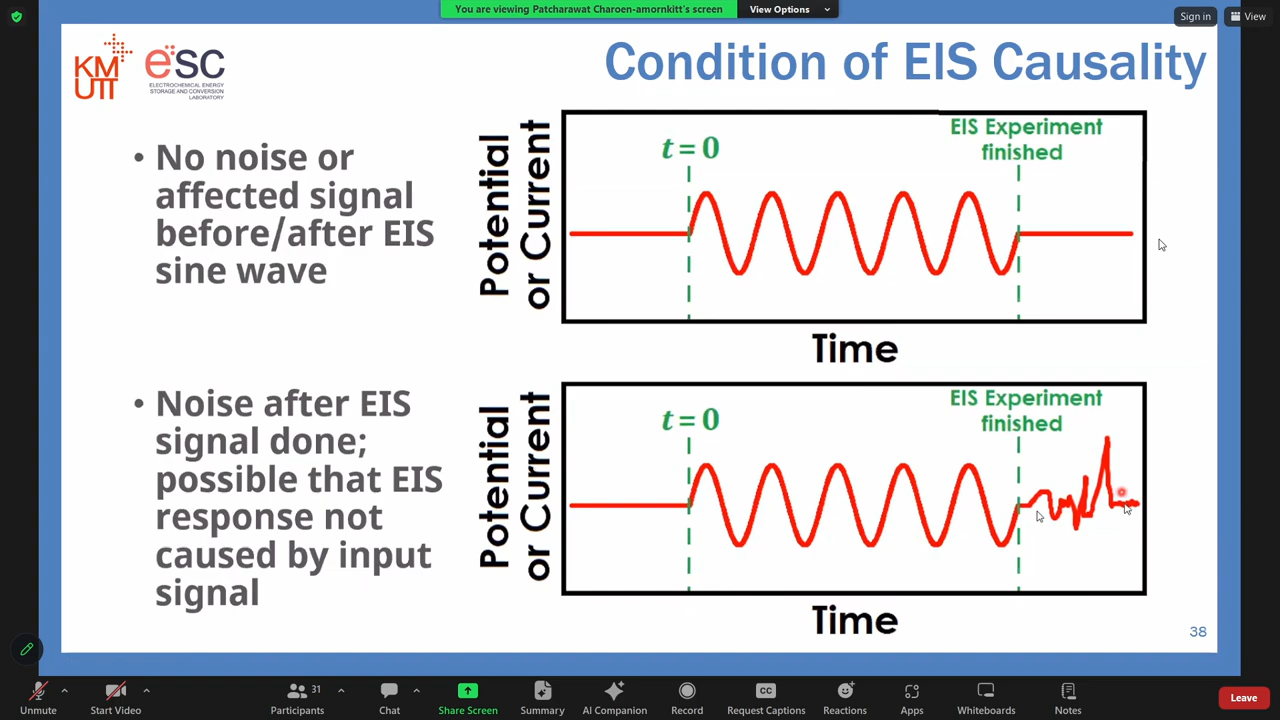 You are viewing Patcharawat Charoen-amornkitt's screen
View Options
Sign in
View
KM
UTT
esc
ELECTROCHEMICAL ENERGY
STORAGE AND CONVERSION
LABORATORY
Condition of EIS Causality
• No noise or
affected signal
before/after EIS
sine wave
Potential
or Current
t = 0
EIS Experiment
finished
Time
• Noise after EIS
signal done;
possible that EIS
response not
caused by input
signal
Potential
or Current
t = 0
EIS Experiment
finished
Time
38
Unmute
Start Video
31
Participants
Chat
Share Screen
Summary
AI Companion
Record
CC
Request Captions
Reactions
Apps
Whiteboards
Notes
Leave